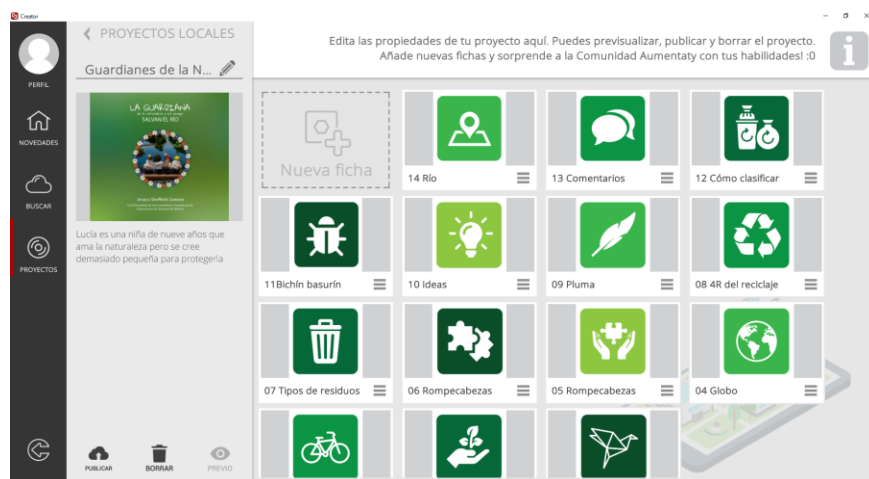 Creator
PERFIL
NOVEDADES
BUSCAR
PROYECTOS
PROYECTOS LOCALES
Guardianes de la N...
LA GUARDIANA
SALVAN EL RÍO
Lucía es una niña de nueve años que
ama la naturaleza pero se cree
demasiado pequeña para protegerla
PUBLICAR
BORRAR
PREVIO
Edita las propiedades de tu proyecto aquí. Puedes previsualizar, publicar y borrar el proyecto.
Añade nuevas fichas y sorprende a la Comunidad Aumentaty con tus habilidades! :0
Nueva ficha
14 Río
13 Comentarios
12 Cómo clasificar
11Bichín basurín
10 Ideas
09 Pluma
08 4R del reciclaje
07 Tipos de residuos
06 Rompecabezas
05 Rompecabezas
04 Globo